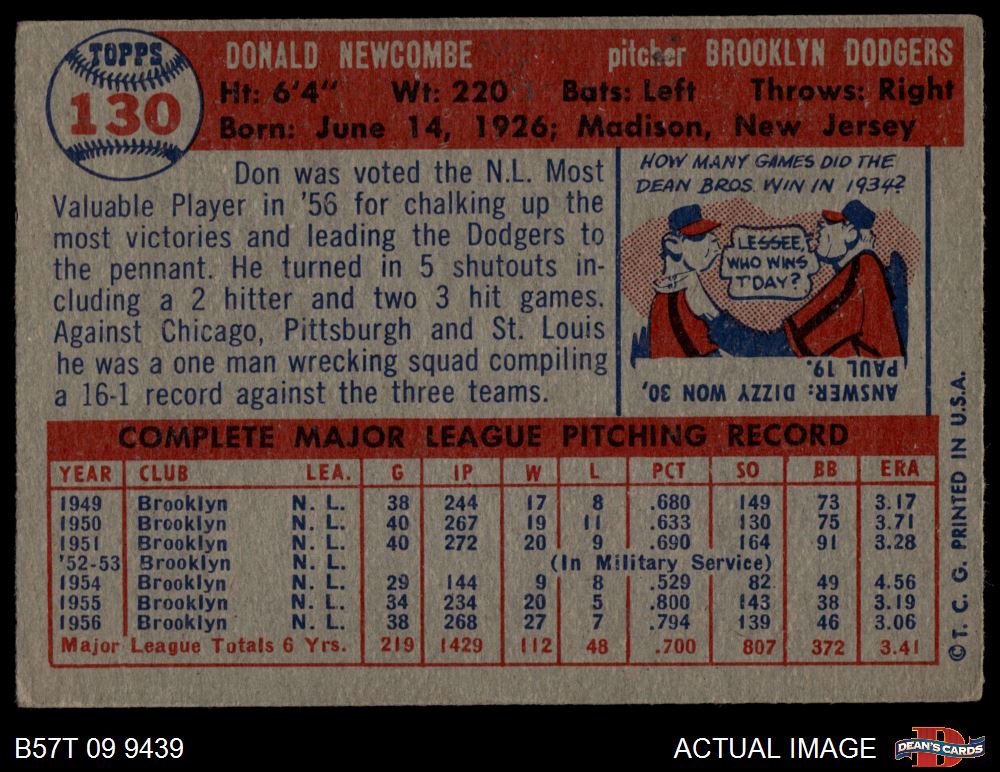 TOPPS
130
DONALD NEWCOMBE pitcher BROOKLYN DODGERS
Ht: 6'4" Wt: 220 Bats: Left Throws: Right
Born: June 14, 1926; Madison, New Jersey
Don was voted the N.L. Most
Valuable Player in '56 for chalking up the
most victories and leading the Dodgers to
the pennant. He turned in 5 shutouts in-
cluding a 2 hitter and two 3 hit games.
Against Chicago, Pittsburgh and St. Louis
he was a one man wrecking squad compiling
a 16-1 record against the three teams.
HOW MANY GAMES DID THE
DEAN BROS. WIN IN 1934?
LESSEE,
WHO WINS
T'DAY?
ANSWER: DIZZY WON 30,
PAUL 19.
COMPLETE MAJOR LEAGUE PITCHING RECORD
YEAR CLUB LEA. G IP W L PCT SO BB ERA
1949 Brooklyn N. L. 38 244 17 8 .680 149 73 3.17
1950 Brooklyn N. L. 40 267 19 11 .633 130 75 3.71
1951 Brooklyn N. L. 40 272 20 9 .690 164 91 3.28
'52-53 Brooklyn N. L. (In Military Service)
1954 Brooklyn N. L. 29 144 9 8 .529 82 49 4.56
1955 Brooklyn N. L. 34 234 20 5 .800 143 38 3.19
1956 Brooklyn N. L. 38 268 27 7 .794 139 46 3.06
Major League Totals 6 Yrs. 219 1429 112 48 .700 807 372 3.41
© T. C. G. PRINTED IN U.S.A.
B57T 09 9439
ACTUAL IMAGE
DEAN'S CARDS